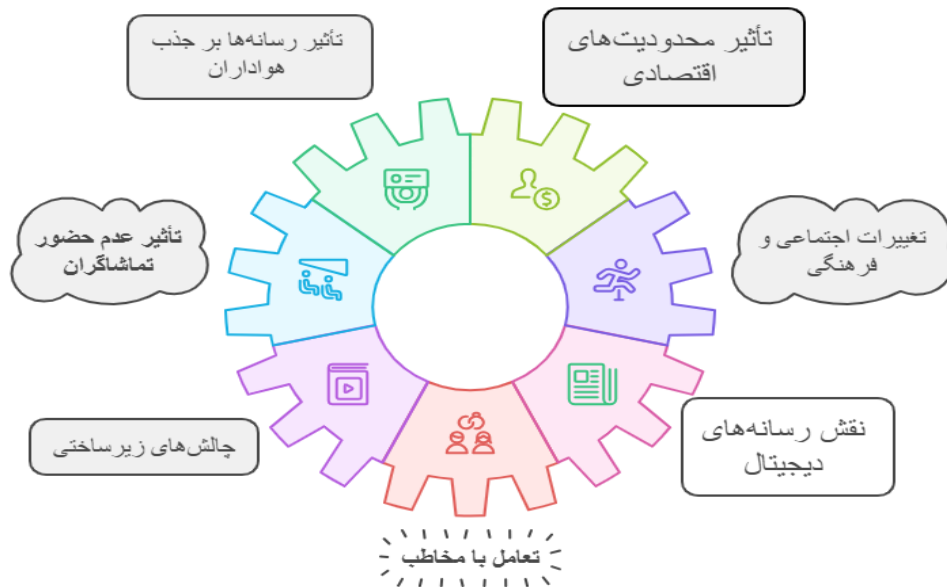 تأثیر محدودیت‌های
اقتصادی
تأثیر رسانه‌ها بر جذب
هواداران
تغییرات اجتماعی و
فرهنگی
تأثیر عدم حضور
تماشاگران
نقش رسانه‌های
دیجیتال
چالش‌های زیرساختی
تعامل با مخاطب